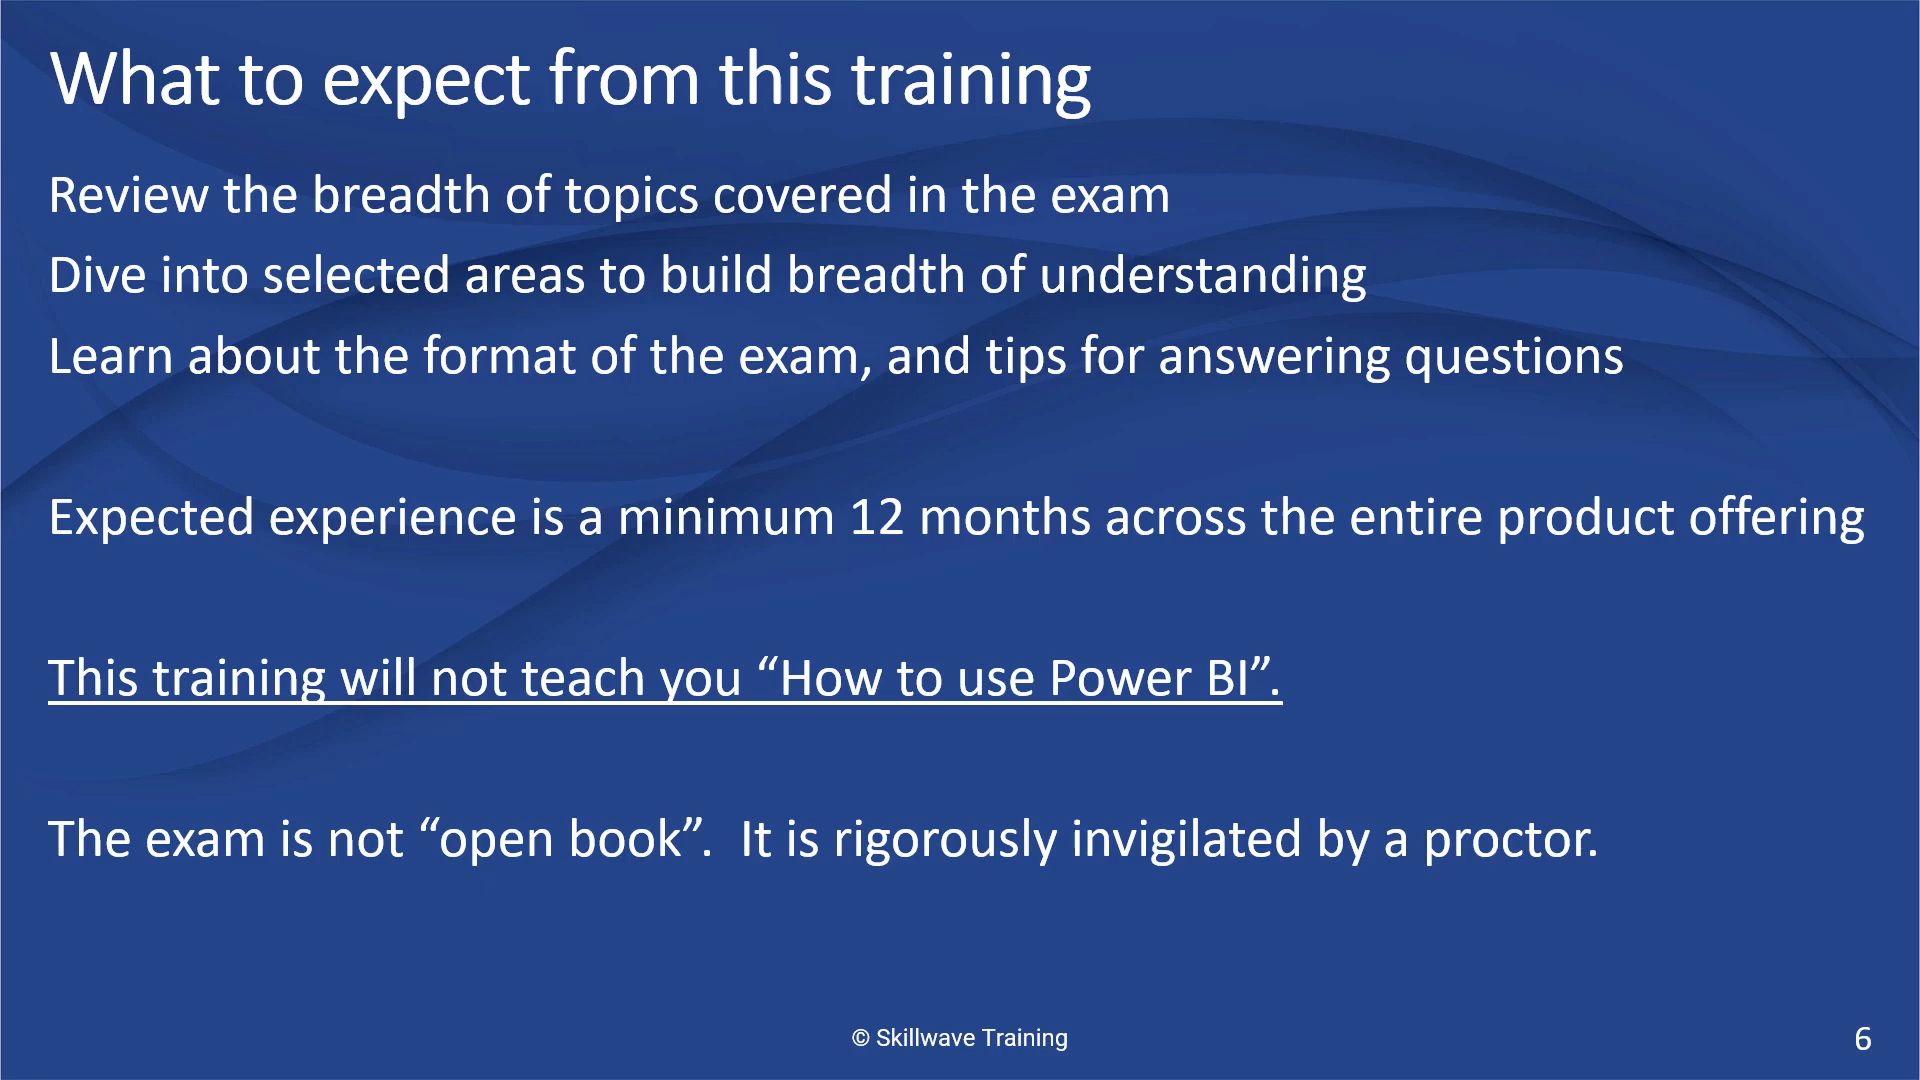 What to expect from this training
Review the breadth of topics covered in the exam
Dive into selected areas to build breadth of understanding
Learn about the format of the exam, and tips for answering questions
Expected experience is a minimum 12 months across the entire product offering
This training will not teach you “How to use Power BI”.
The exam is not “open book”.  It is rigorously invigilated by a proctor.
© Skillwave Training
6